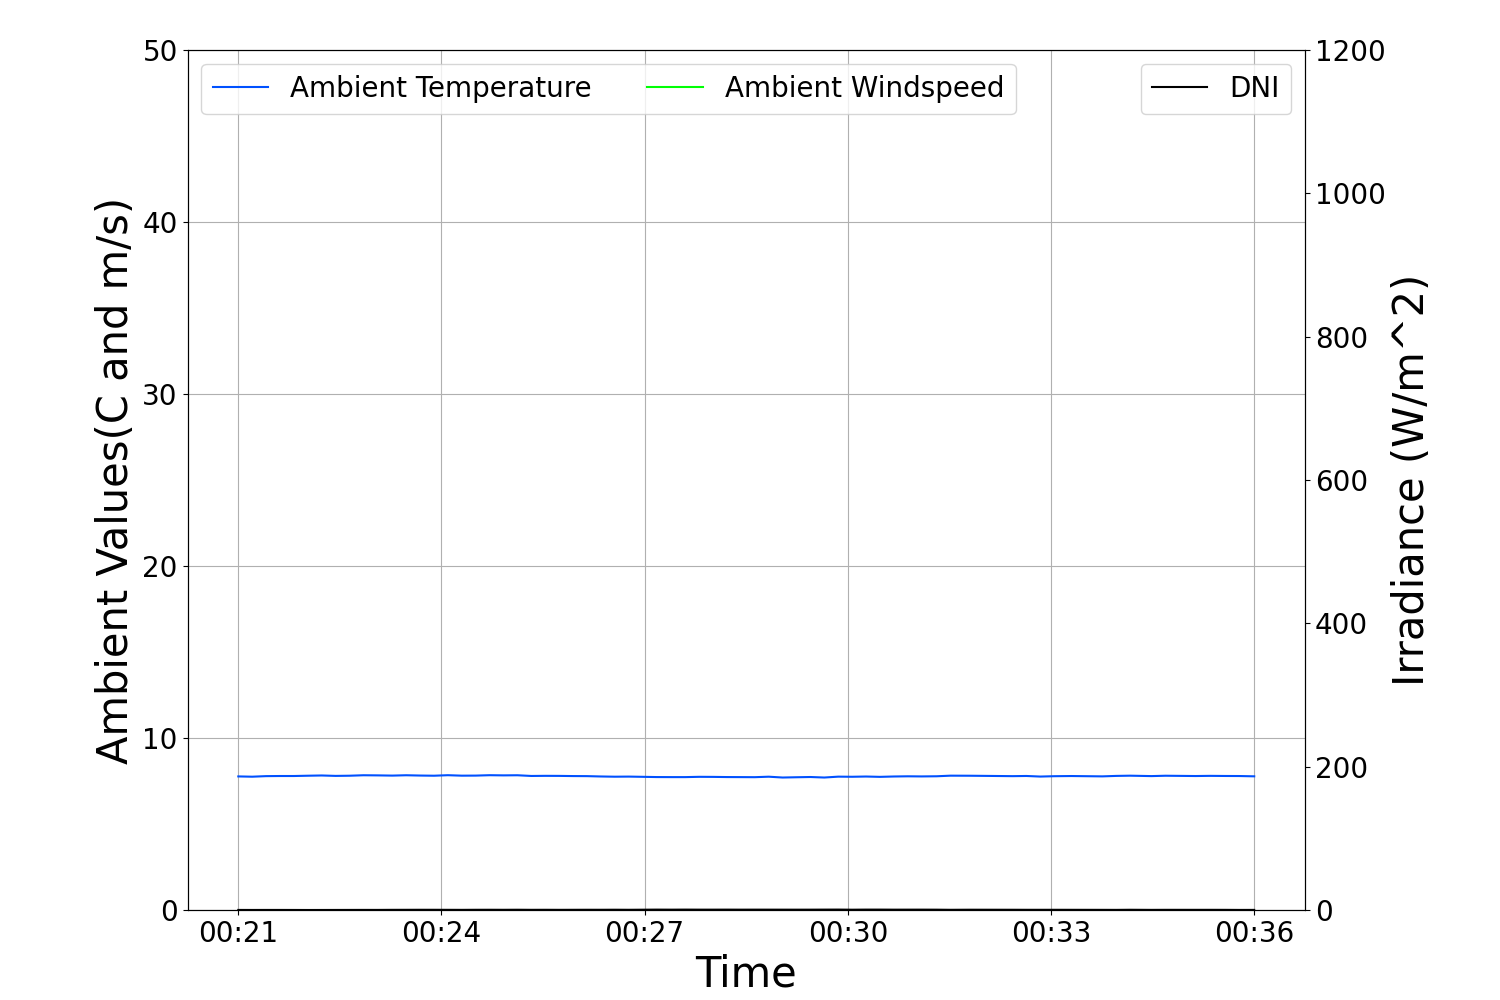 Ambient Temperature Ambient Windspeed DNI
50
40
30
20
10
0
Ambient Values(C and m/s)
1200
1000
800
600
400
200
0
Irradiance (W/m^2)
00:21 00:24 00:27 00:30 00:33 00:36
Time